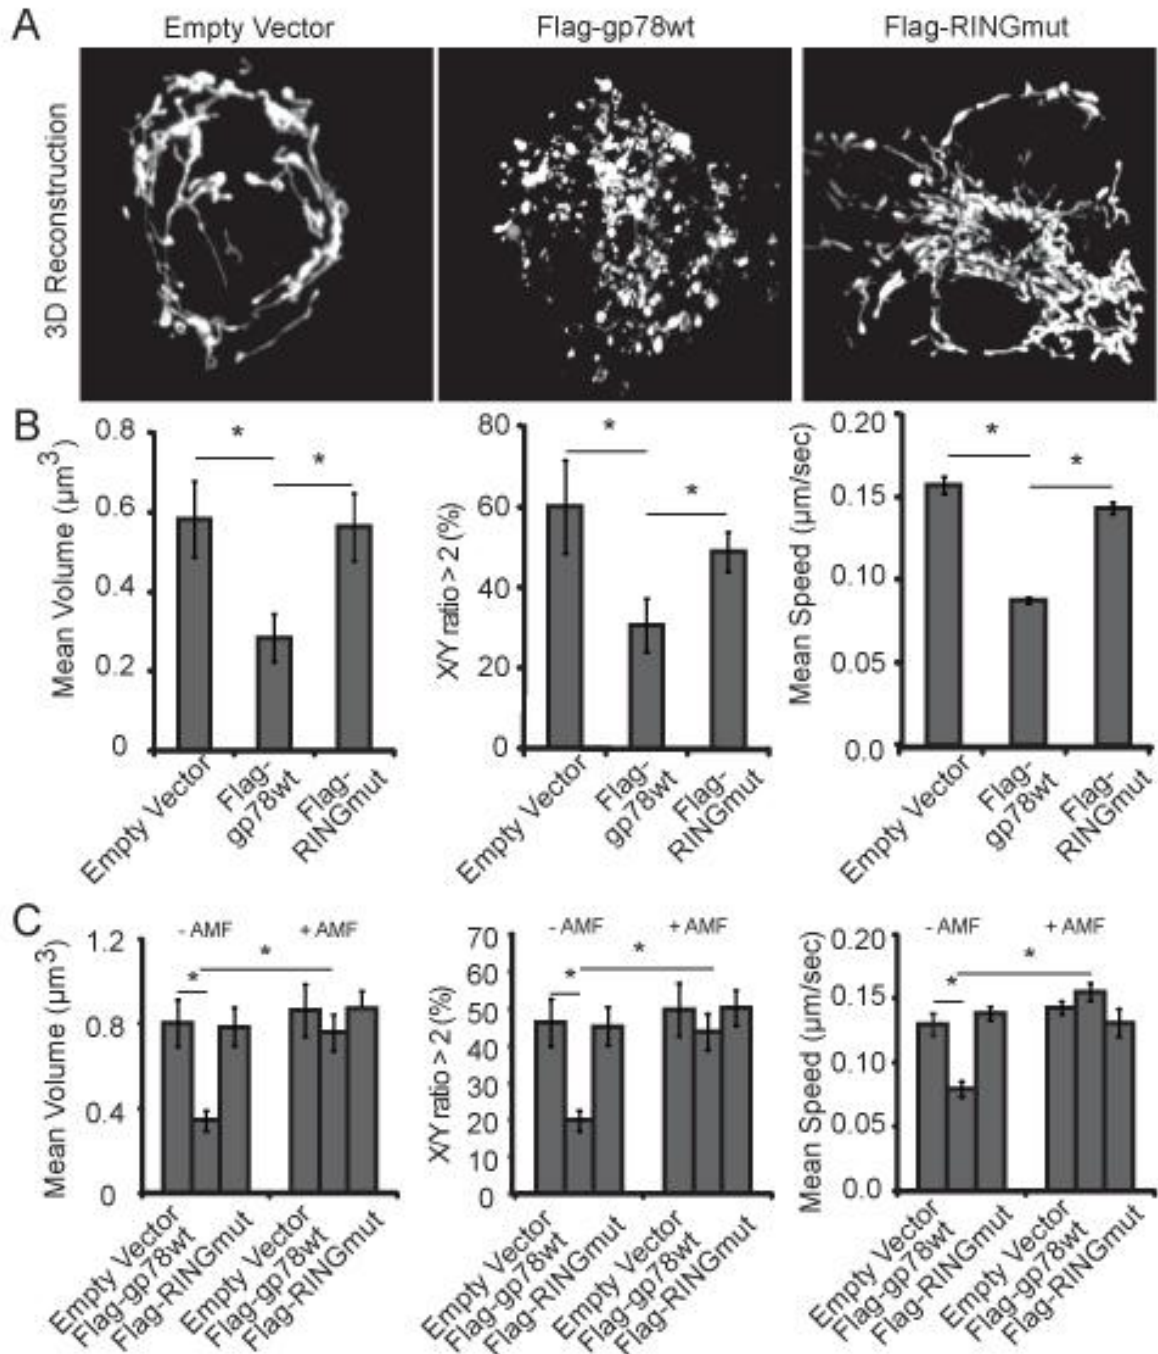 A
Empty Vector
Flag-gp78wt
Flag-RINGmut
3D Reconstruction
B
Mean Volume (µm³)
0.8
0.6
0.4
0.2
0
*
*
Empty Vector
Flag-
gp78wt
Flag-
RINGmut
X/Y ratio > 2 (%)
80
60
40
20
0
*
*
Empty Vector
Flag-
gp78wt
Flag-
RINGmut
Mean Speed (µm/sec)
0.20
0.15
0.10
0.05
0.0
*
*
Empty Vector
Flag-
gp78wt
Flag-
RINGmut
C
Mean Volume (µm³)
1.2
0.8
0.4
0
- AMF
+ AMF
*
*
Empty Vector
Flag-gp78wt
Flag-RINGmut
Empty Vector
Flag-gp78wt
Flag-RINGmut
X/Y ratio > 2 (%)
70
60
50
40
30
20
10
0
- AMF
+ AMF
*
*
Empty Vector
Flag-gp78wt
Flag-RINGmut
Empty Vector
Flag-gp78wt
Flag-RINGmut
Mean Speed (µm/sec)
0.20
0.15
0.10
0.05
0.0
- AMF
+ AMF
*
*
Empty Vector
Flag-gp78wt
Flag-RINGmut
Empty Vector
Flag-gp78wt
Flag-RINGmut